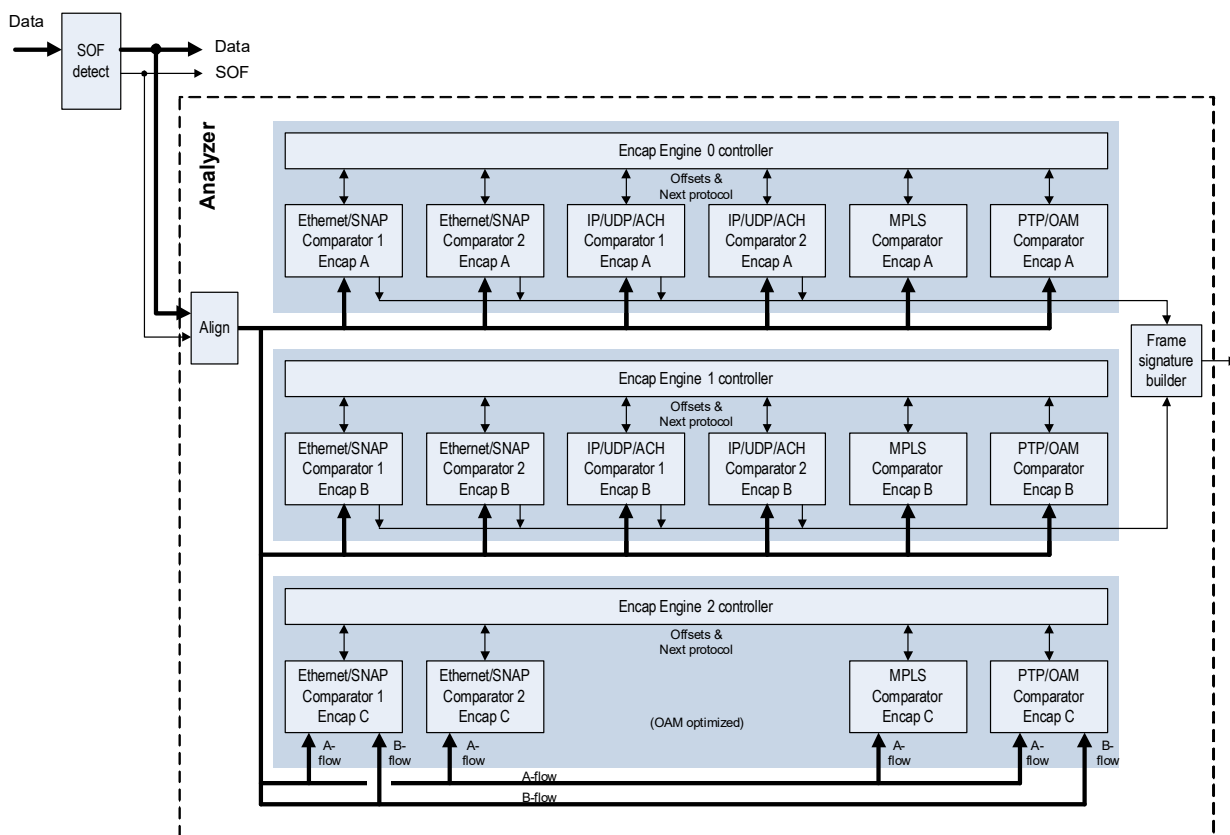 Data
SOF
detect
Data
SOF
Analyzer
Encap Engine 0 controller
Offsets &
Next protocol
Ethernet/SNAP
Comparator 1
Encap A
Ethernet/SNAP
Comparator 2
Encap A
IP/UDP/ACH
Comparator 1
Encap A
IP/UDP/ACH
Comparator 2
Encap A
MPLS
Comparator
Encap A
PTP/OAM
Comparator
Encap A
Align
Frame
signature
builder
Encap Engine 1 controller
Offsets &
Next protocol
Ethernet/SNAP
Comparator 1
Encap B
Ethernet/SNAP
Comparator 2
Encap B
IP/UDP/ACH
Comparator 1
Encap B
IP/UDP/ACH
Comparator 2
Encap B
MPLS
Comparator
Encap B
PTP/OAM
Comparator
Encap B
Encap Engine 2 controller
Offsets &
Next protocol
Ethernet/SNAP
Comparator 1
Encap C
Ethernet/SNAP
Comparator 2
Encap C
(OAM optimized)
MPLS
Comparator
Encap C
PTP/OAM
Comparator
Encap C
A-
flow
B-
flow
A-
flow
A-
flow
A-
flow
B-
flow
A-flow
B-flow